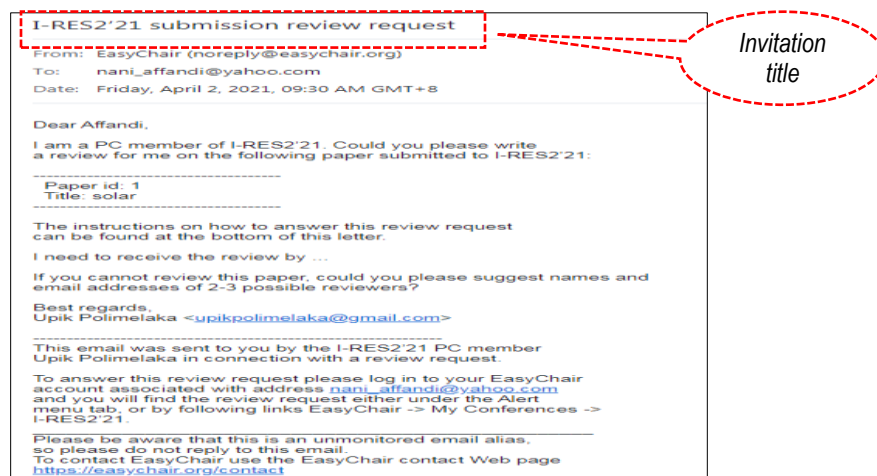 I-RES2'21 submission review request
Invitation
title
From: EasyChair (noreply@easychair.org)
To: nani_affandi@yahoo.com
Date: Friday, April 2, 2021, 09:30 AM GMT+8
Dear Affandi,
I am a PC member of I-RES2'21. Could you please write
a review for me on the following paper submitted to I-RES2'21:
--------------------------------------
Paper id: 1
Title: solar
--------------------------------------
The instructions on how to answer this review request
can be found at the bottom of this letter.
I need to receive the review by ...
If you cannot review this paper, could you please suggest names and
email addresses of 2-3 possible reviewers?
Best regards,
Upik Polimelaka <upikpolimelaka@gmail.com>
--------------------------------------------------------------
This email was sent to you by the I-RES2'21 PC member
Upik Polimelaka in connection with a review request.
To answer this review request please log in to your EasyChair
account associated with address nani_affandi@yahoo.com
and you will find the review request either under the Alert
menu tab, or by following links EasyChair -> My Conferences ->
I-RES2'21.
Please be aware that this is an unmonitored email alias,
so please do not reply to this email.
To contact EasyChair use the EasyChair contact Web page
https://easychair.org/contact